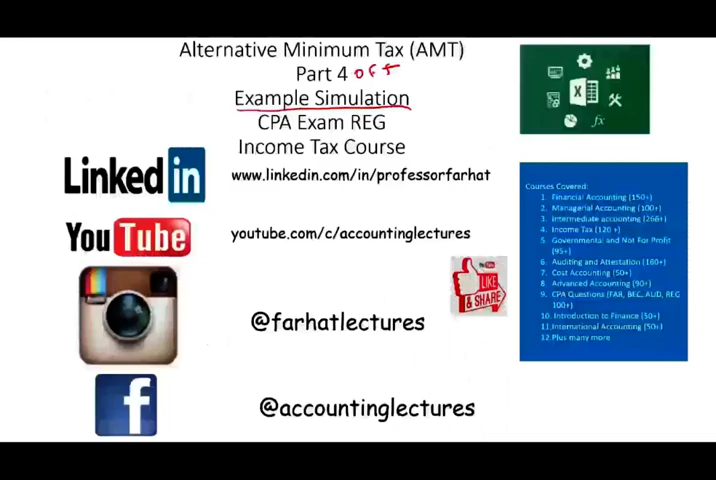 Alternative Minimum Tax (AMT)
Part 4 of 5
Example Simulation
CPA Exam REG
Income Tax Course
Linked in
www.linkedin.com/in/professorfarhat
YouTube
youtube.com/c/accountinglectures
LIKE
& SHARE
@farhatlectures
f
@accountinglectures
X
fx
Courses Covered:
1. Financial Accounting (150+)
2. Managerial Accounting (100+)
3. Intermediate accounting (266+)
4. Income Tax (120 +)
5. Governmental and Not For Profit
(95+)
6. Auditing and Attestation (160+)
7. Cost Accounting (50+)
8. Advanced Accounting (90+)
9. CPA Questions (FAR, BEC, AUD, REG
100+)
10. Introduction to Finance (50+)
11. International Accounting (50+)
12. Plus many more